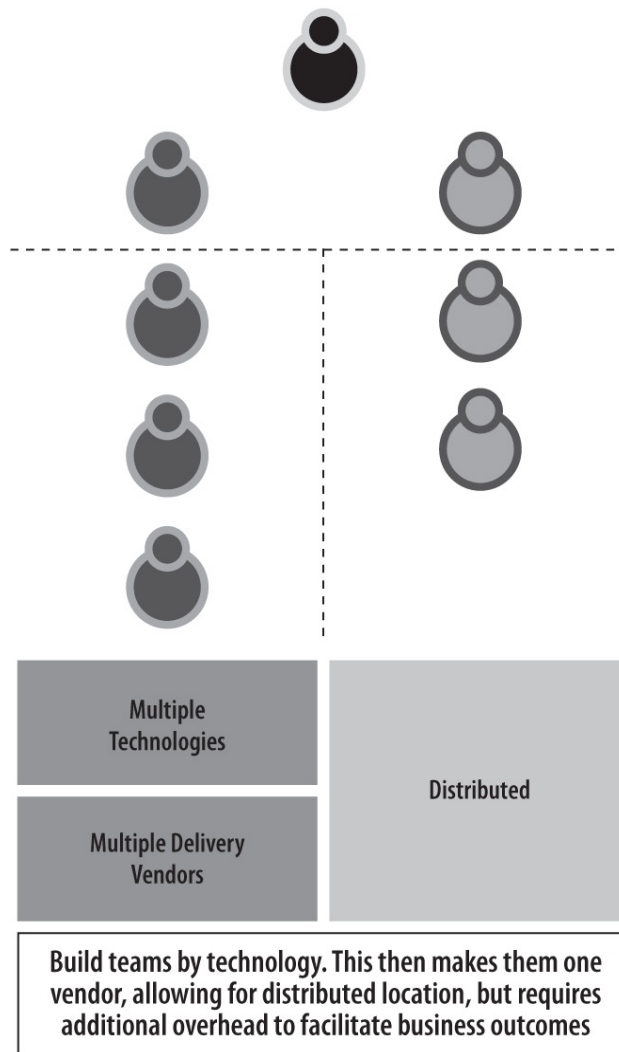 Multiple
Technologies
Multiple Delivery
Vendors
Distributed
Build teams by technology. This then makes them one
vendor, allowing for distributed location, but requires
additional overhead to facilitate business outcomes